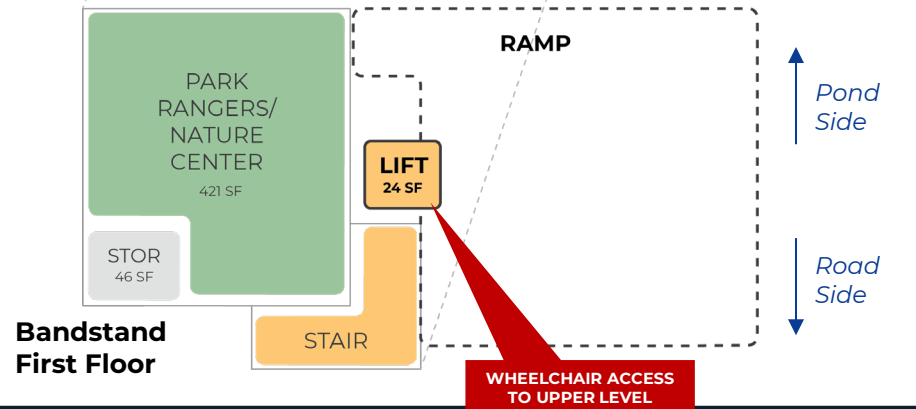 RAMP
PARK
RANGERS/
NATURE
CENTER
421 SF
Pond
Side
LIFT
24 SF
STOR
46 SF
Road
Side
STAIR
Bandstand
First Floor
WHEELCHAIR ACCESS
TO UPPER LEVEL